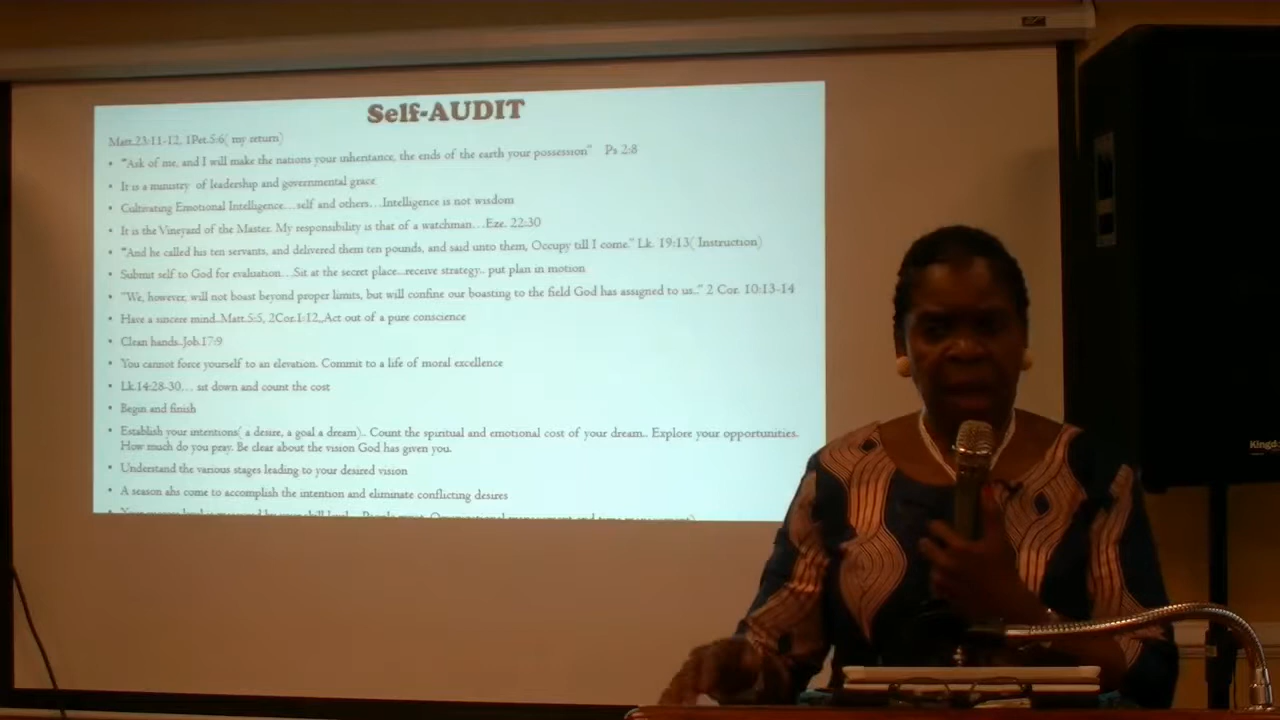 Self-AUDIT
Matt.23:11-12, 1Pet.5:6( my return)
• "Ask of me, and I will make the nations your inheritance, the ends of the earth your possession" Ps 2:8
• It is a ministry of leadership and governmental grace
• Cultivating Emotional Intelligence…self and others…Intelligence is not wisdom
• It is the Vineyard of the Master. My responsibility is that of a watchman…Eze. 22:30
• "And he called his ten servants, and delivered them ten pounds, and said unto them, Occupy till I come." Lk. 19:13( Instruction)
• Submit self to God for evaluation…Sit at the secret place...receive strategy.. put plan in motion
• "We, however, will not boast beyond proper limits, but will confine our boasting to the field God has assigned to us.." 2 Cor. 10:13-14
• Have a sincere mind..Matt.5:5, 2Cor.1:12,,Act out of a pure conscience
• Clean hands..Job.17:9
• You cannot force yourself to an elevation. Commit to a life of moral excellence
• Lk.14:28-30… sit down and count the cost
• Begin and finish
• Establish your intentions( a desire, a goal a dream).. Count the spiritual and emotional cost of your dream.. Explore your opportunities.
How much do you pray. Be clear about the vision God has given you.
• Understand the various stages leading to your desired vision
• A season ahs come to accomplish the intention and eliminate conflicting desires